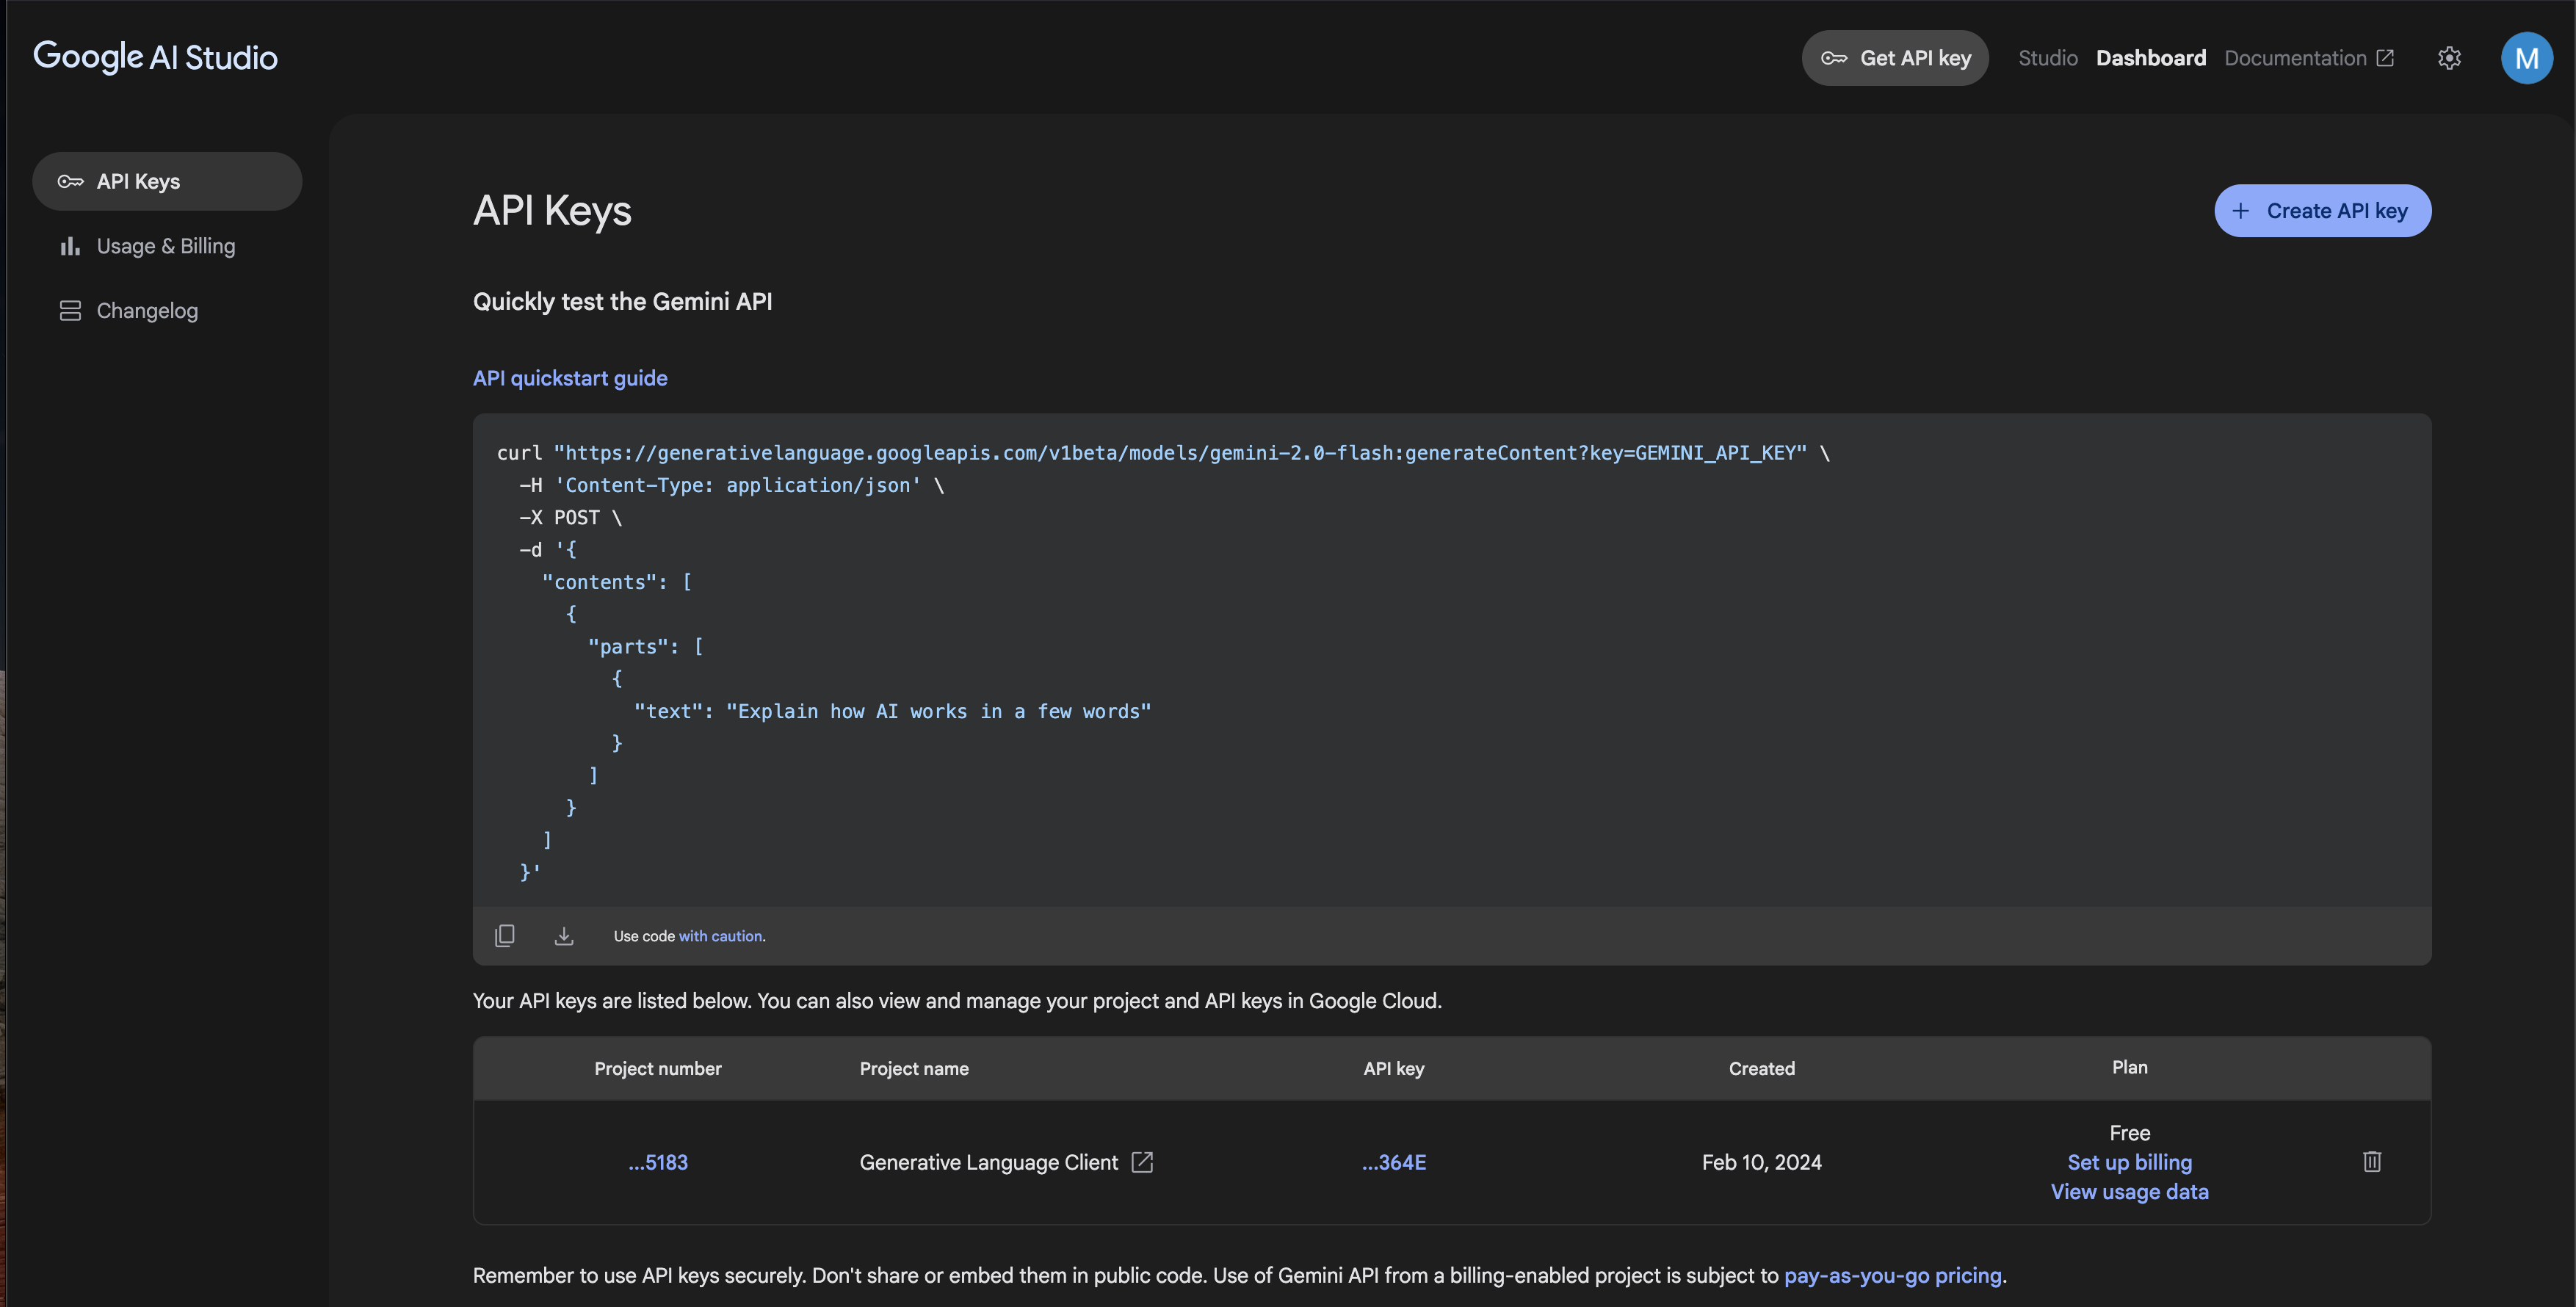 Google AI Studio
Get API key
Studio
Dashboard
Documentation
M
API Keys
Usage & Billing
Changelog
API Keys
Create API key
Quickly test the Gemini API
API quickstart guide
curl "https://generativelanguage.googleapis.com/v1beta/models/gemini-2.0-flash:generateContent?key=GEMINI_API_KEY" \
  -H 'Content-Type: application/json' \
  -X POST \
  -d '{
    "contents": [
      {
        "parts": [
          {
            "text": "Explain how AI works in a few words"
          }
        ]
      }
    ]
  }'
Use code with caution.
Your API keys are listed below. You can also view and manage your project and API keys in Google Cloud.
Project number Project name API key Created Plan
...5183 Generative Language Client ...364E Feb 10, 2024 Free
Set up billing
View usage data
Remember to use API keys securely. Don't share or embed them in public code. Use of Gemini API from a billing-enabled project is subject to pay-as-you-go pricing.